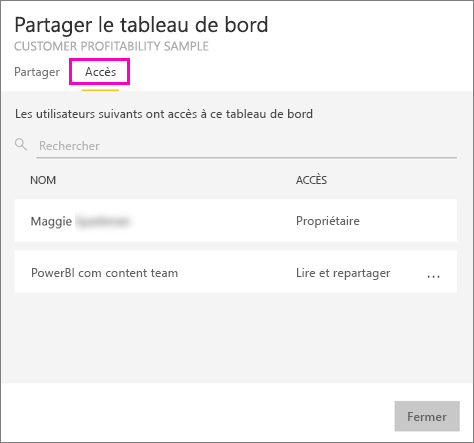 Partager le tableau de bord
CUSTOMER PROFITABILITY SAMPLE
Partager Accès
Les utilisateurs suivants ont accès à ce tableau de bord
Rechercher
NOM ACCÈS
Maggie Propriétaire
PowerBI com content team Lire et repartager ...
Fermer